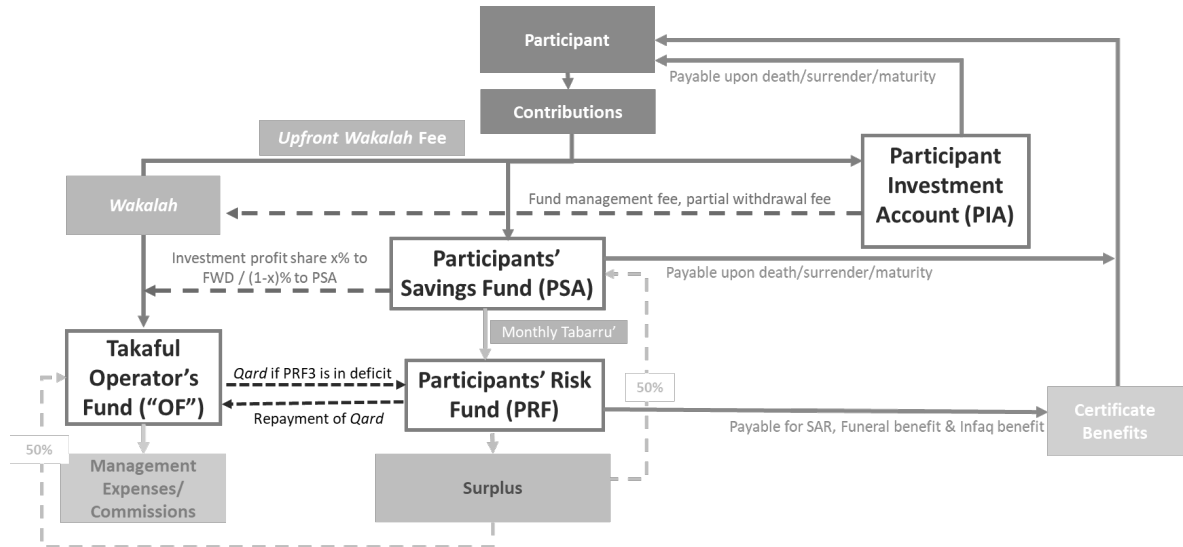 Participant
Payable upon death/surrender/maturity
Contributions
Upfront Wakalah Fee
Participant
Investment
Account (PIA)
Wakalah
Fund management fee, partial withdrawal fee
Investment profit share x% to
FWD / (1-x)% to PSA
Participants’
Savings Fund (PSA)
Payable upon death/surrender/maturity
Monthly Tabarru’
Takaful
Operator’s
Fund (“OF”)
Qard if PRF3 is in deficit
Repayment of Qard
Participants’ Risk
Fund (PRF)
50%
Payable for SAR, Funeral benefit & Infaq benefit
Certificate
Benefits
50%
Management
Expenses/
Commissions
Surplus